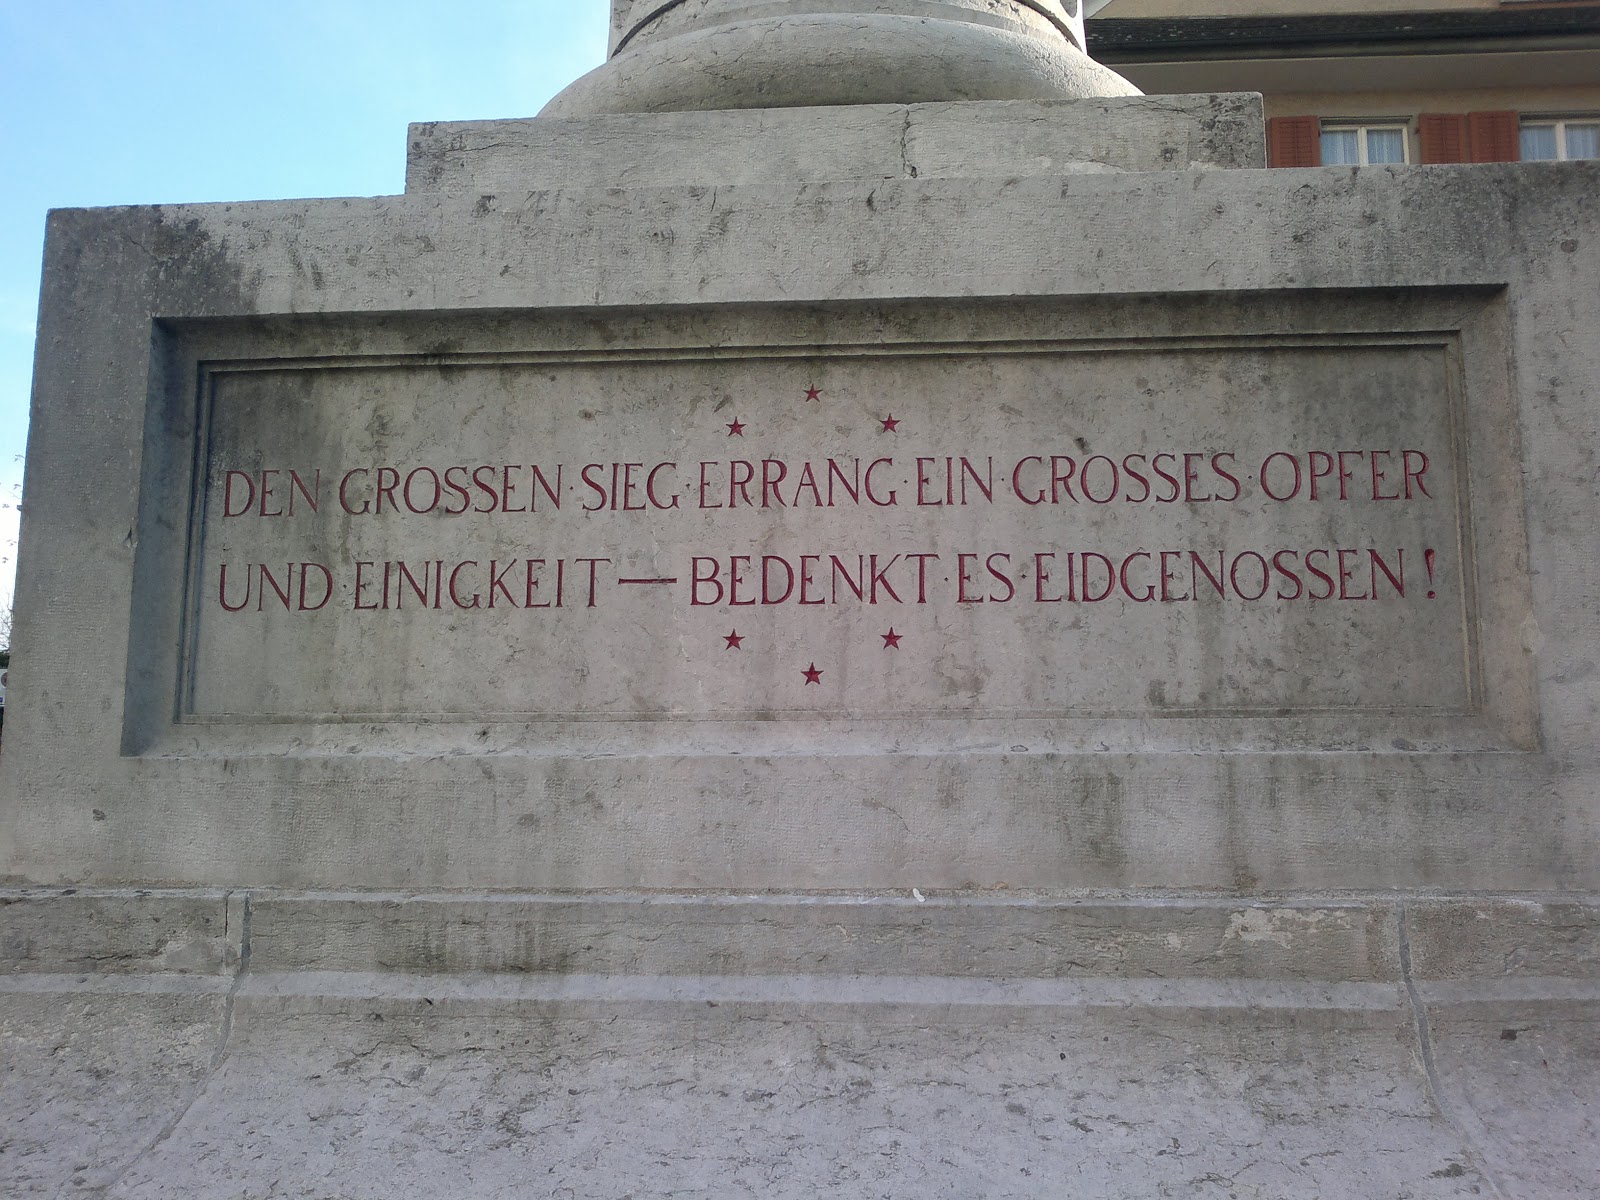 DEN GROSSEN·SIEG·ERRANG·EIN·GROSSES·OPFER
UND·EINIGKEIT — BEDENKT·ES·EIDGENOSSEN!